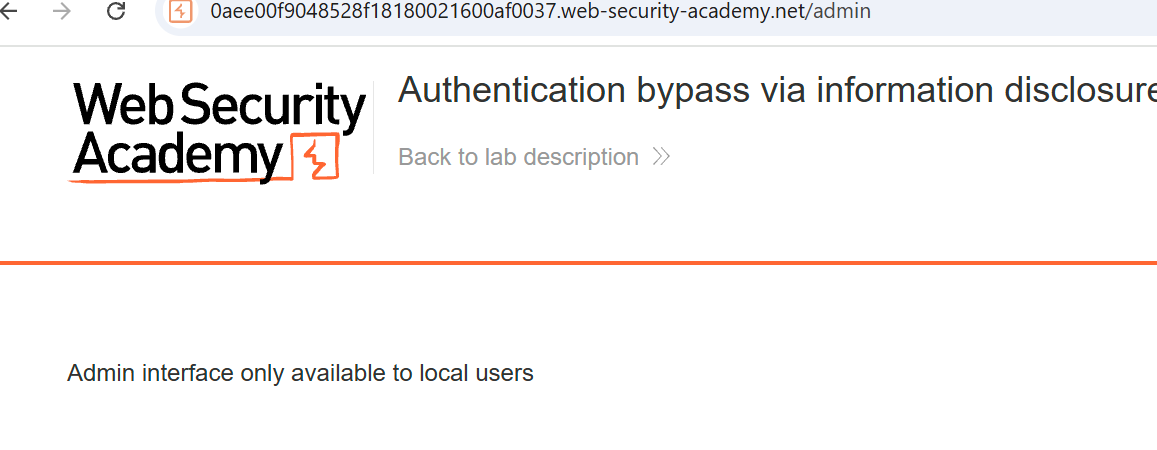 0aee00f9048528f18180021600af0037.web-security-academy.net/admin
Web Security
Academy
Authentication bypass via information disclosure
Back to lab description
Admin interface only available to local users